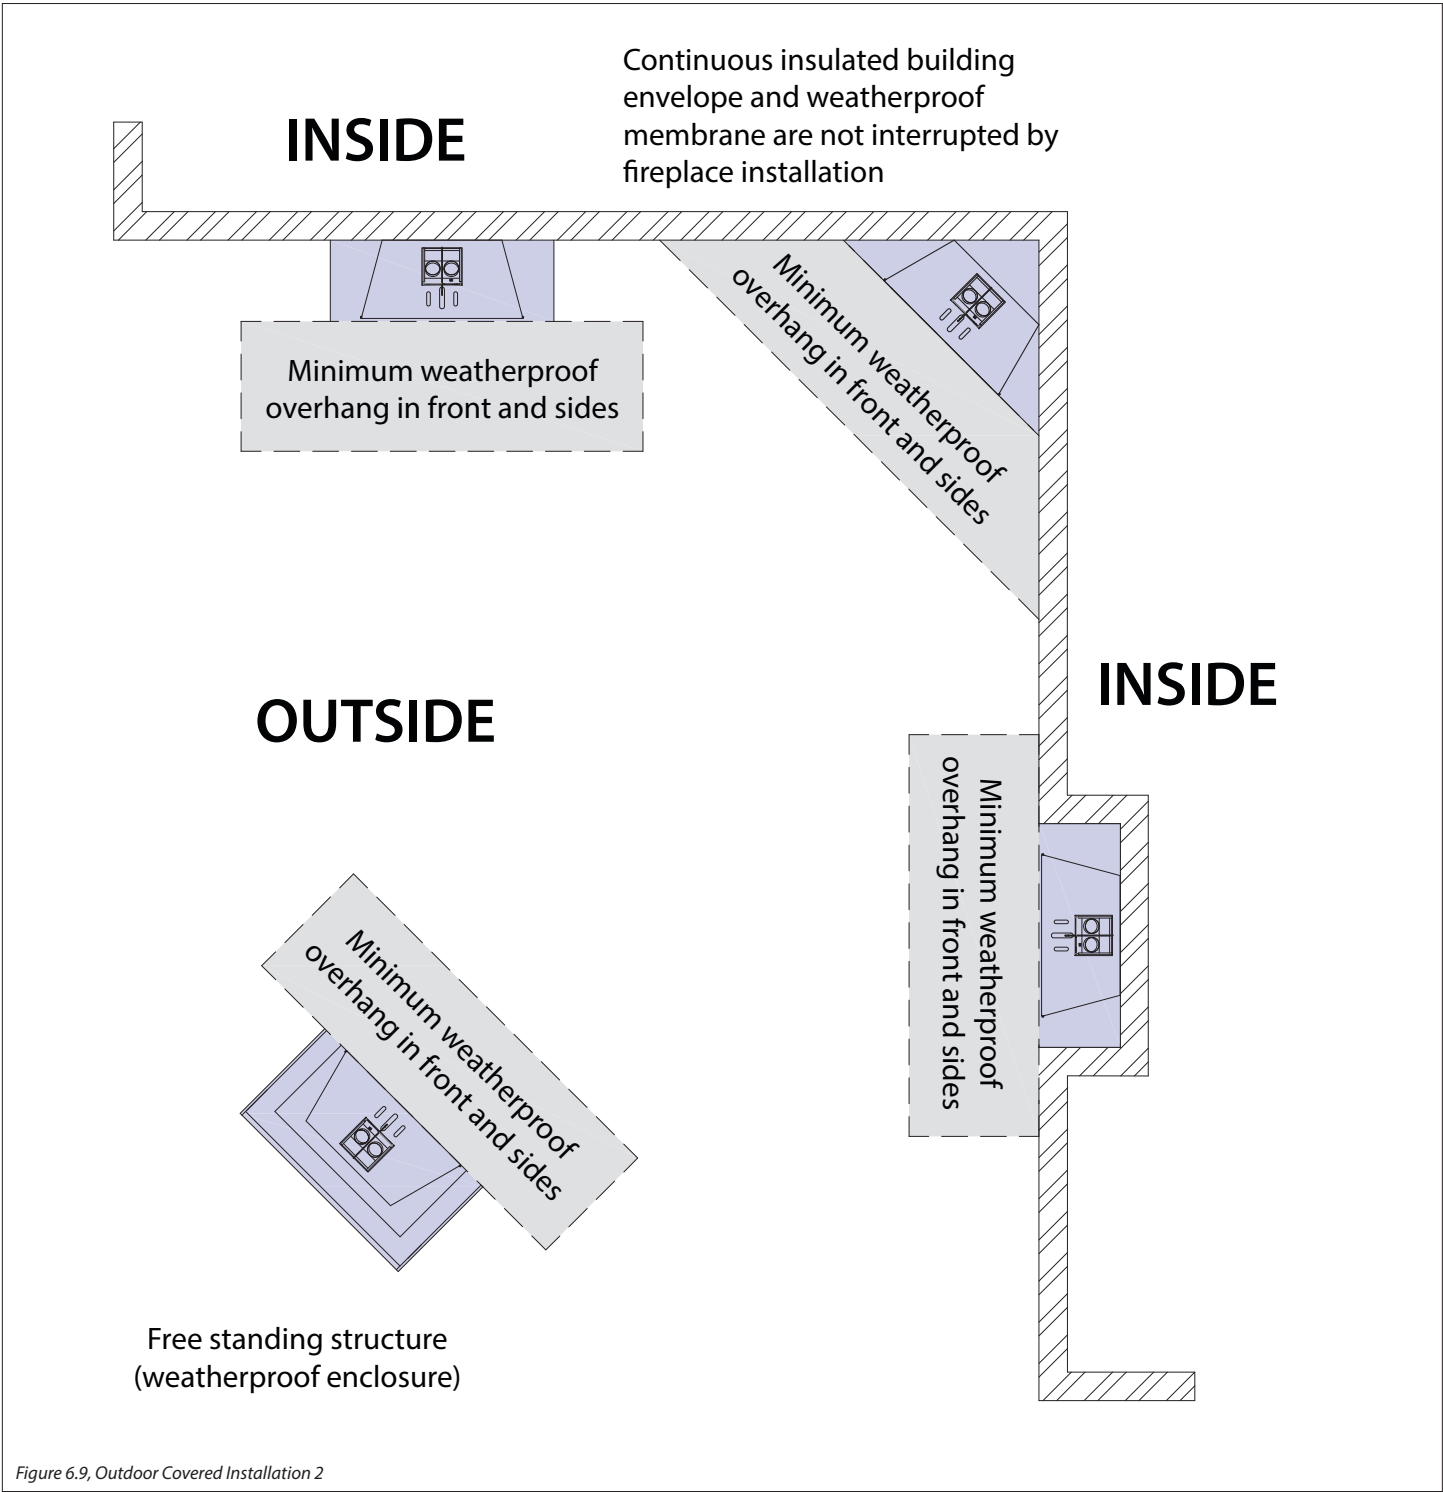 Continuous insulated building
envelope and weatherproof
membrane are not interrupted by
fireplace installation
INSIDE
Minimum weatherproof
overhang in front and sides
Minimum weatherproof
overhang in front and sides
INSIDE
OUTSIDE
Minimum weatherproof
overhang in front and sides
Minimum weatherproof
overhang in front and sides
Free standing structure
(weatherproof enclosure)
Figure 6.9, Outdoor Covered Installation 2